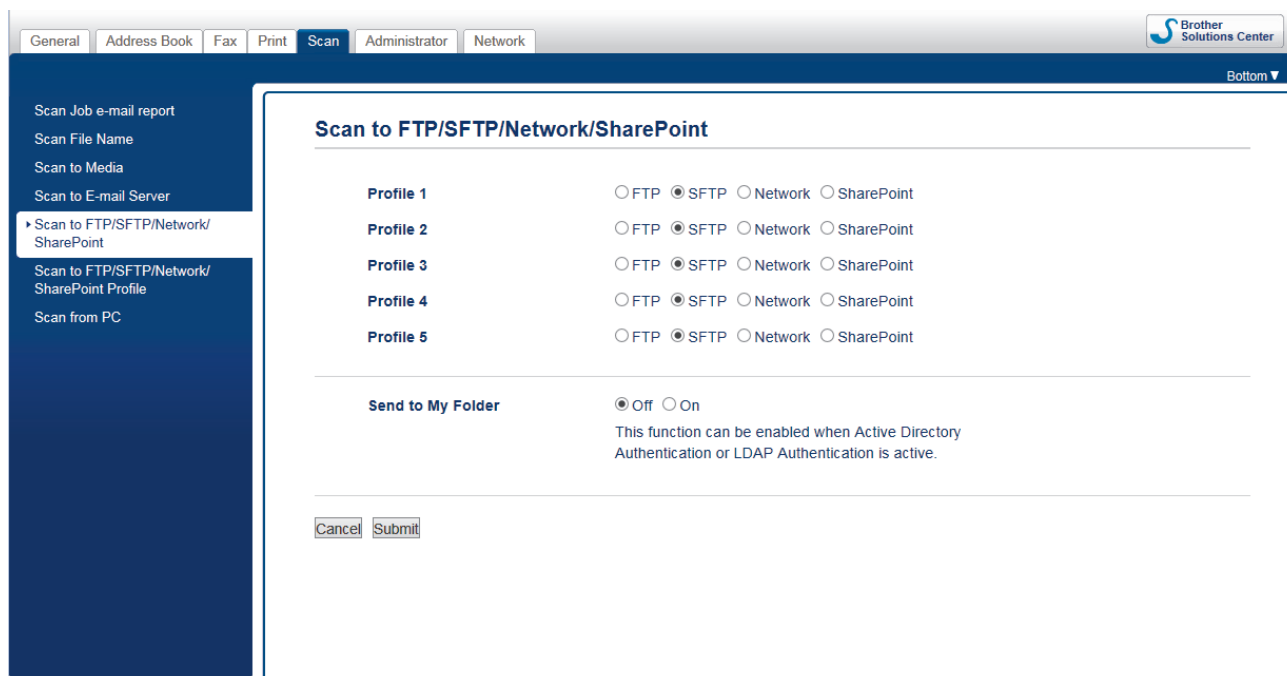 Brother
Solutions Center
General Address Book Fax Print Scan Administrator Network
Bottom▼
Scan Job e-mail report
Scan File Name
Scan to Media
Scan to E-mail Server
Scan to FTP/SFTP/Network/
SharePoint
Scan to FTP/SFTP/Network/
SharePoint Profile
Scan from PC
Scan to FTP/SFTP/Network/SharePoint
Profile 1 FTP SFTP Network SharePoint
Profile 2 FTP SFTP Network SharePoint
Profile 3 FTP SFTP Network SharePoint
Profile 4 FTP SFTP Network SharePoint
Profile 5 FTP SFTP Network SharePoint
Send to My Folder Off On
This function can be enabled when Active Directory
Authentication or LDAP Authentication is active.
Cancel Submit